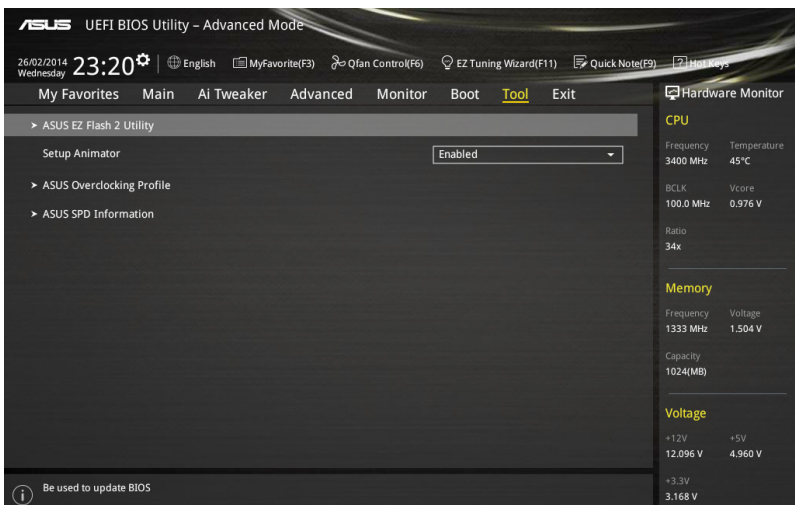 ASUS UEFI BIOS Utility – Advanced Mode
26/02/2014 Wednesday 23:20 English MyFavorite(F3) Qfan Control(F6) EZ Tuning Wizard(F11) Quick Note(F9) ? Hot Keys
My Favorites Main Ai Tweaker Advanced Monitor Boot Tool Exit
> ASUS EZ Flash 2 Utility
Setup Animator Enabled
> ASUS Overclocking Profile
> ASUS SPD Information
Be used to update BIOS
Hardware Monitor
CPU
Frequency Temperature
3400 MHz 45°C
BCLK Vcore
100.0 MHz 0.976 V
Ratio
34x
Memory
Frequency Voltage
1333 MHz 1.504 V
Capacity
1024(MB)
Voltage
+12V +5V
12.096 V 4.960 V
+3.3V
3.168 V